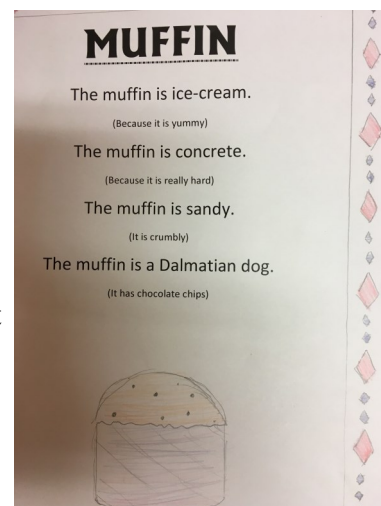 MUFFIN
The muffin is ice-cream.
(Because it is yummy)
The muffin is concrete.
(Because it is really hard)
The muffin is sandy.
(It is crumbly)
The muffin is a Dalmatian dog.
(It has chocolate chips)